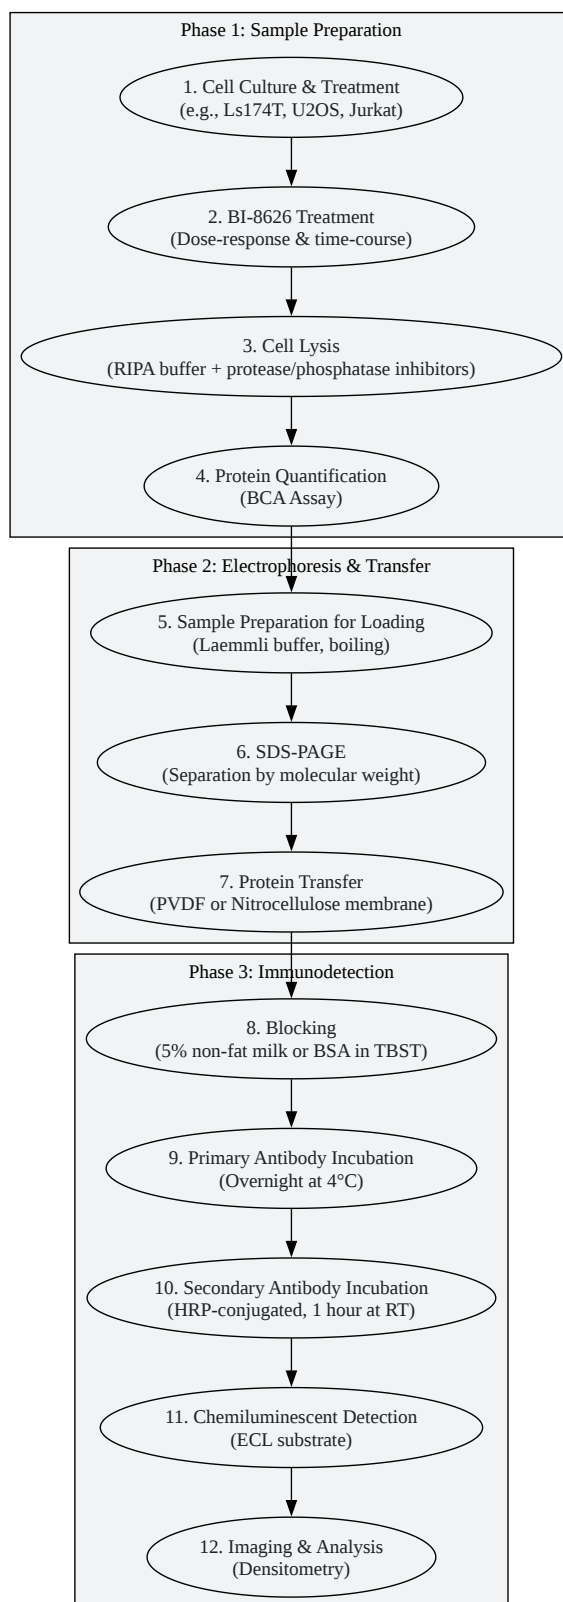 Phase 1: Sample Preparation
1. Cell Culture & Treatment
(e.g., Ls174T, U2OS, Jurkat)
2. BI-8626 Treatment
(Dose-response & time-course)
3. Cell Lysis
(RIPA buffer + protease/phosphatase inhibitors)
4. Protein Quantification
(BCA Assay)
Phase 2: Electrophoresis & Transfer
5. Sample Preparation for Loading
(Laemmli buffer, boiling)
6. SDS-PAGE
(Separation by molecular weight)
7. Protein Transfer
(PVDF or Nitrocellulose membrane)
Phase 3: Immunodetection
8. Blocking
(5% non-fat milk or BSA in TBST)
9. Primary Antibody Incubation
(Overnight at 4°C)
10. Secondary Antibody Incubation
(HRP-conjugated, 1 hour at RT)
11. Chemiluminescent Detection
(ECL substrate)
12. Imaging & Analysis
(Densitometry)